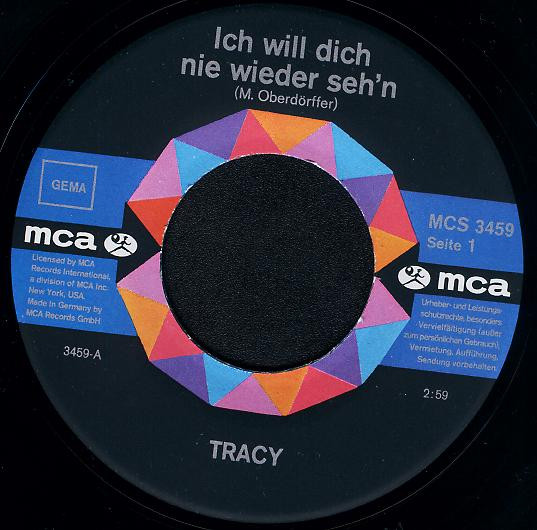 Ich will dich
nie wieder seh'n
(M. Oberdörffer)
GEMA
mca
Licensed by MCA
Records International,
a division of MCA Inc.
New York, USA.
Made in Germany by
MCA Records GmbH
3459-A
MCS 3459
Seite 1
mca
Urheber- und Leistungs-
schutzrechte, besonders
Vervielfältigung (außer
zum persönlichen Gebrauch),
Vermietung, Aufführung,
Sendung vorbehalten.
2:59
TRACY